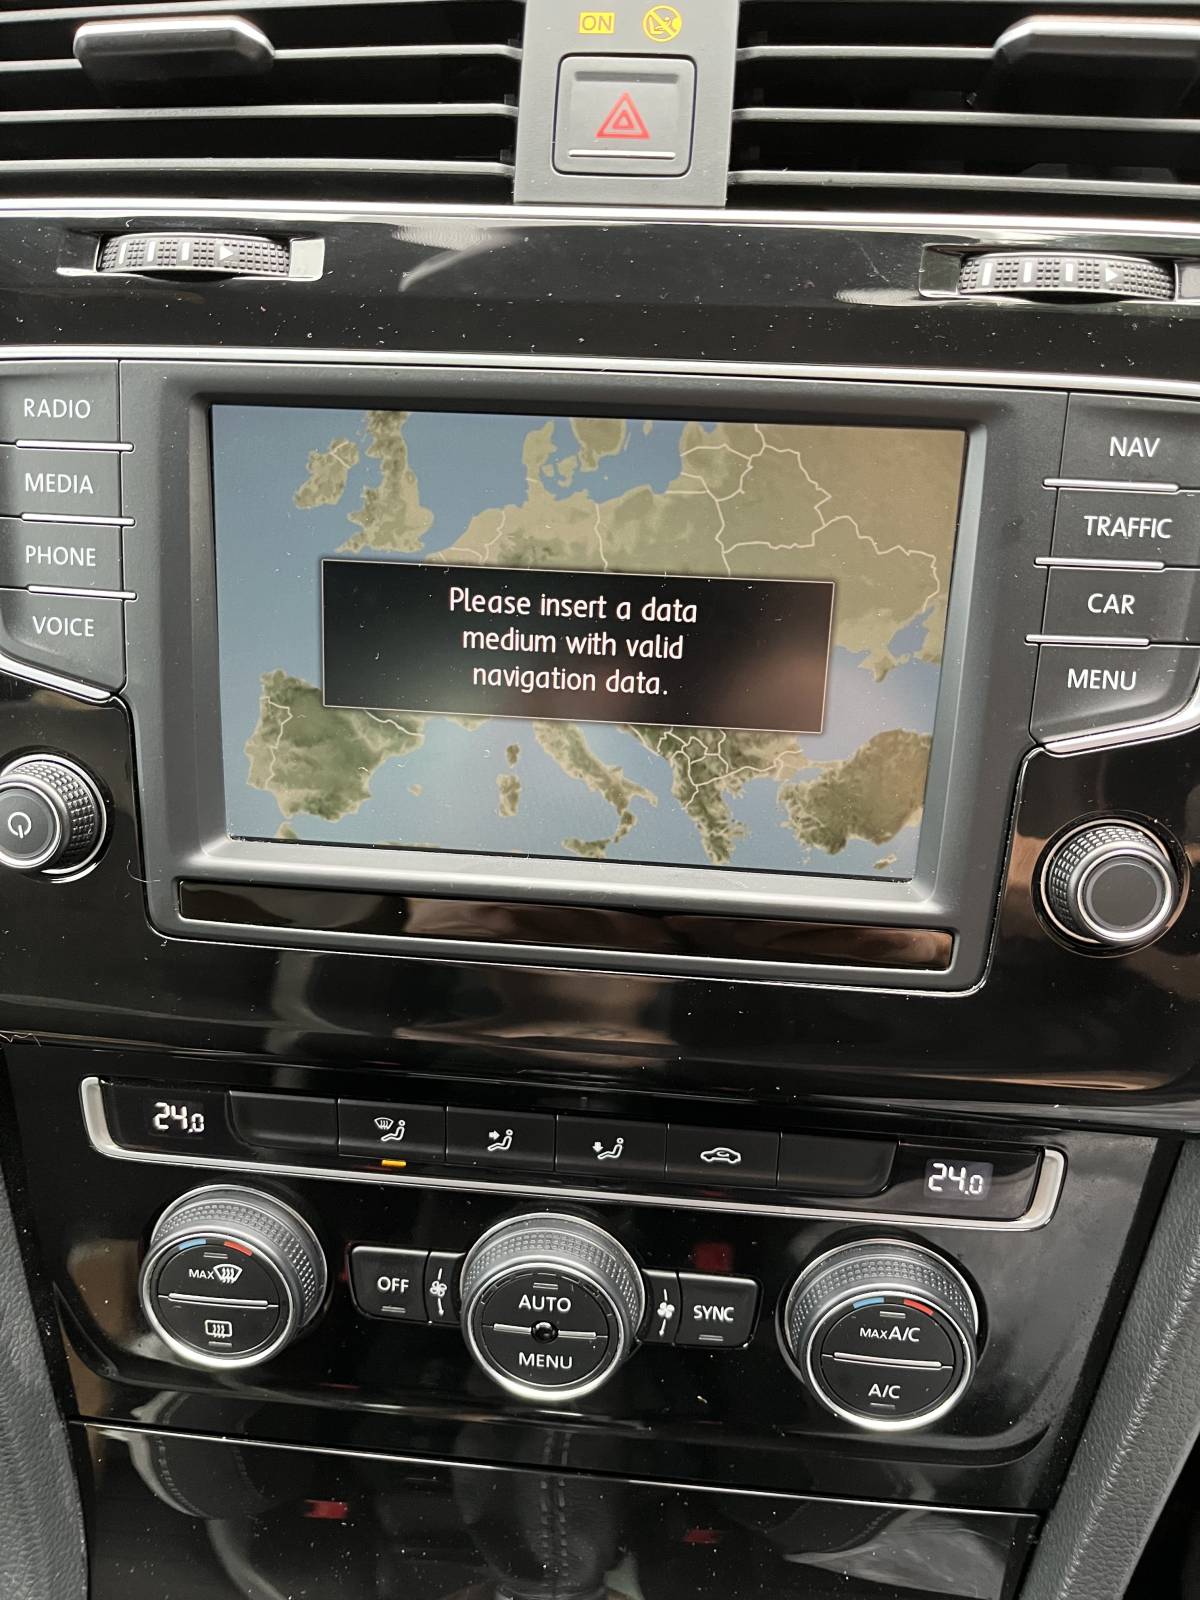 ON
RADIO
MEDIA
PHONE
VOICE
NAV
TRAFFIC
CAR
MENU
Please insert a data
medium with valid
navigation data.
24.0
24.0
MAX
OFF
AUTO
MENU
SYNC
MAX A/C
A/C